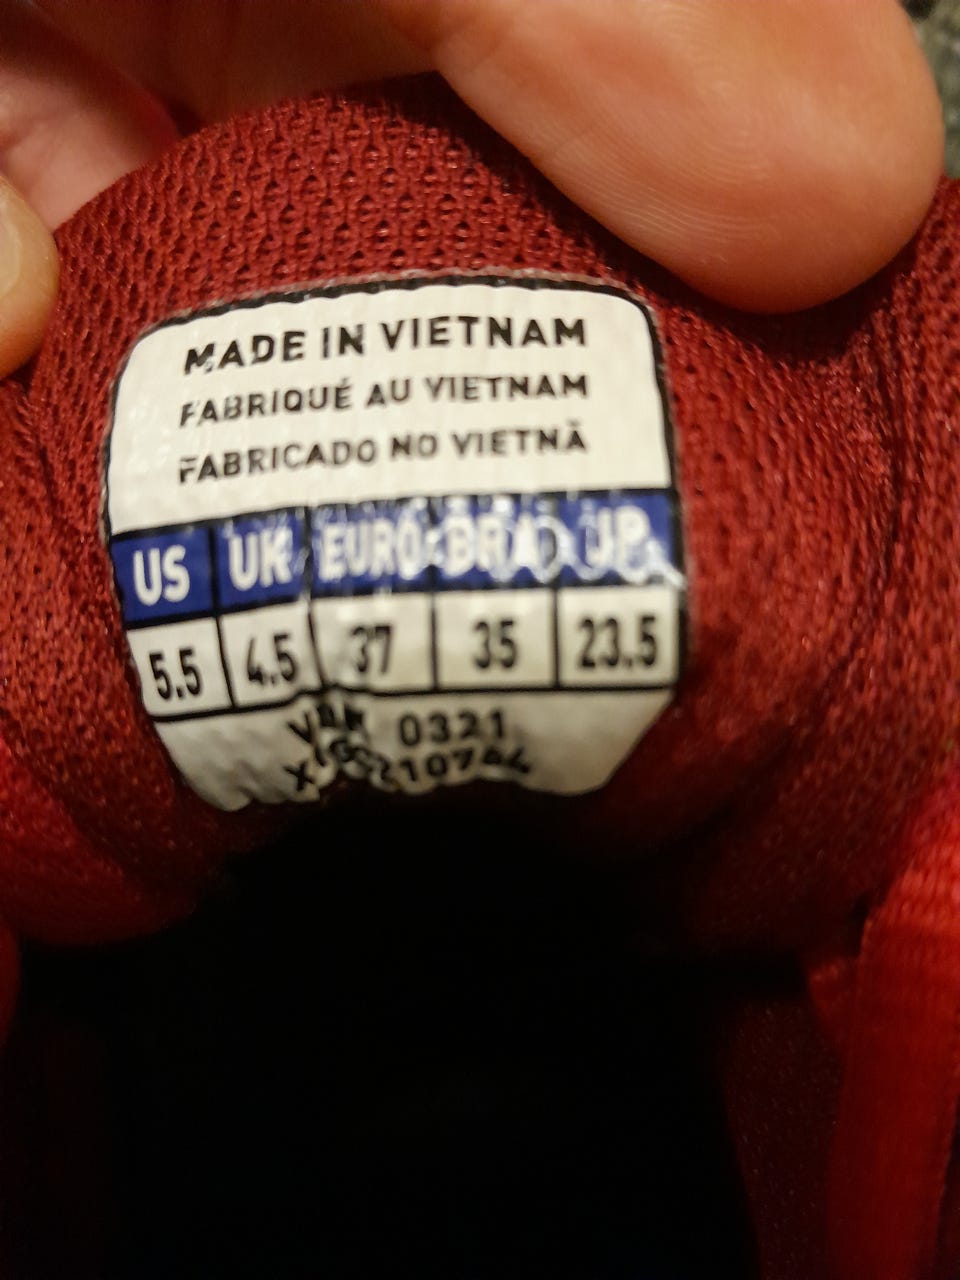 MADE IN VIETNAM
FABRIQUÉ AU VIETNAM
FABRICADO NO VIETNÃ
US UK EURO BRA JP
5.5 4.5 37 35 23.5
0321